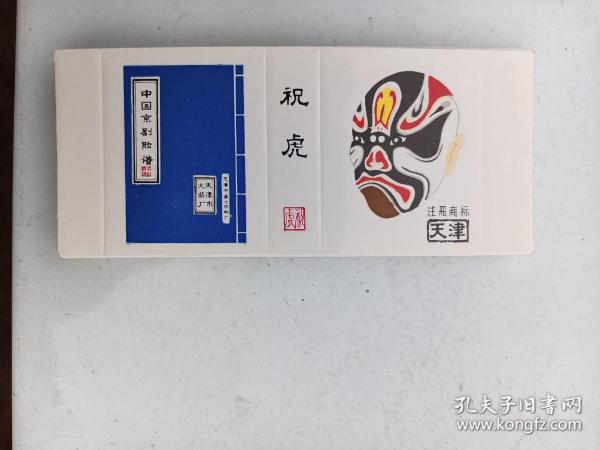 中国京剧脸谱
天津市
火柴厂
祝虎
注册商标
天津
孔夫子旧书网
www.kongfz.com